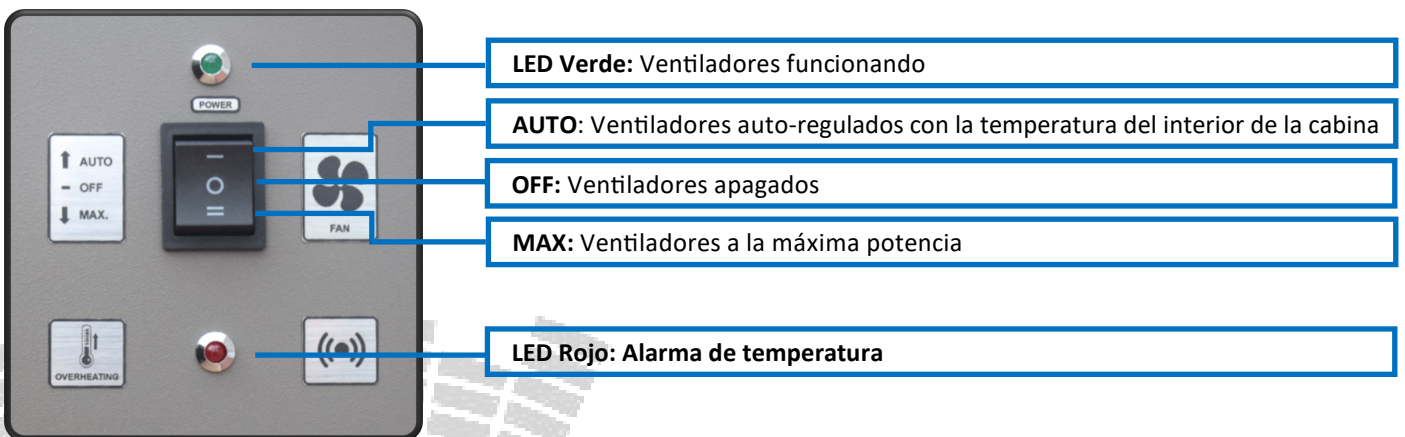 LED Verde: Ventiladores funcionando
POWER
AUTO: Ventiladores auto-regulados con la temperatura del interior de la cabina
AUTO
OFF
MAX.
OFF: Ventiladores apagados
FAN
MAX: Ventiladores a la máxima potencia
OVERHEATING
LED Rojo: Alarma de temperatura